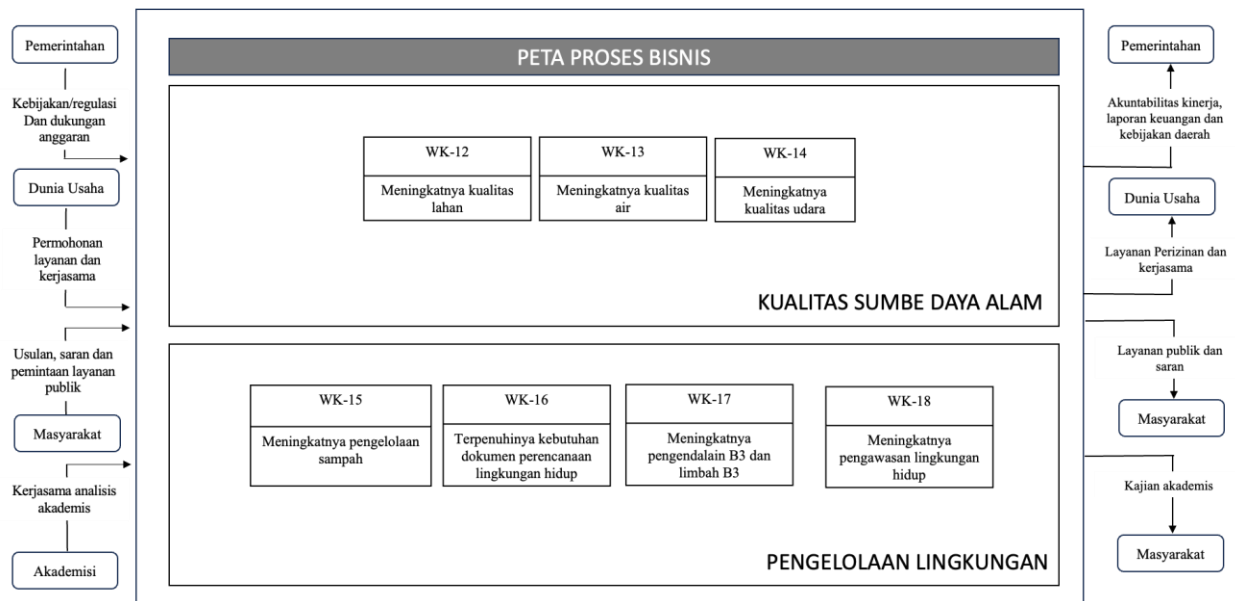 Pemerintahan
Kebijakan/regulasi
Dan dukungan
anggaran
Dunia Usaha
Permohonan
layanan dan
kerjasama
Usulan, saran dan
pemintaan layanan
publik
Masyarakat
Kerjasama analisis
akademis
Akademisi
PETA PROSES BISNIS
WK-12
Meningkatnya kualitas
lahan
WK-13
Meningkatnya kualitas
air
WK-14
Meningkatnya
kualitas udara
KUALITAS SUMBE DAYA ALAM
WK-15
Meningkatnya pengelolaan
sampah
WK-16
Terpenuhinya kebutuhan
dokumen perencanaan
lingkungan hidup
WK-17
Meningkatnya
pengendalain B3 dan
limbah B3
WK-18
Meningkatnya
pengawasan lingkungan
hidup
PENGELOLAAN LINGKUNGAN
Pemerintahan
Akuntabilitas kinerja,
laporan keuangan dan
kebijakan daerah
Dunia Usaha
Layanan Perizinan dan
kerjasama
Layanan publik dan
saran
Masyarakat
Kajian akademis
Masyarakat